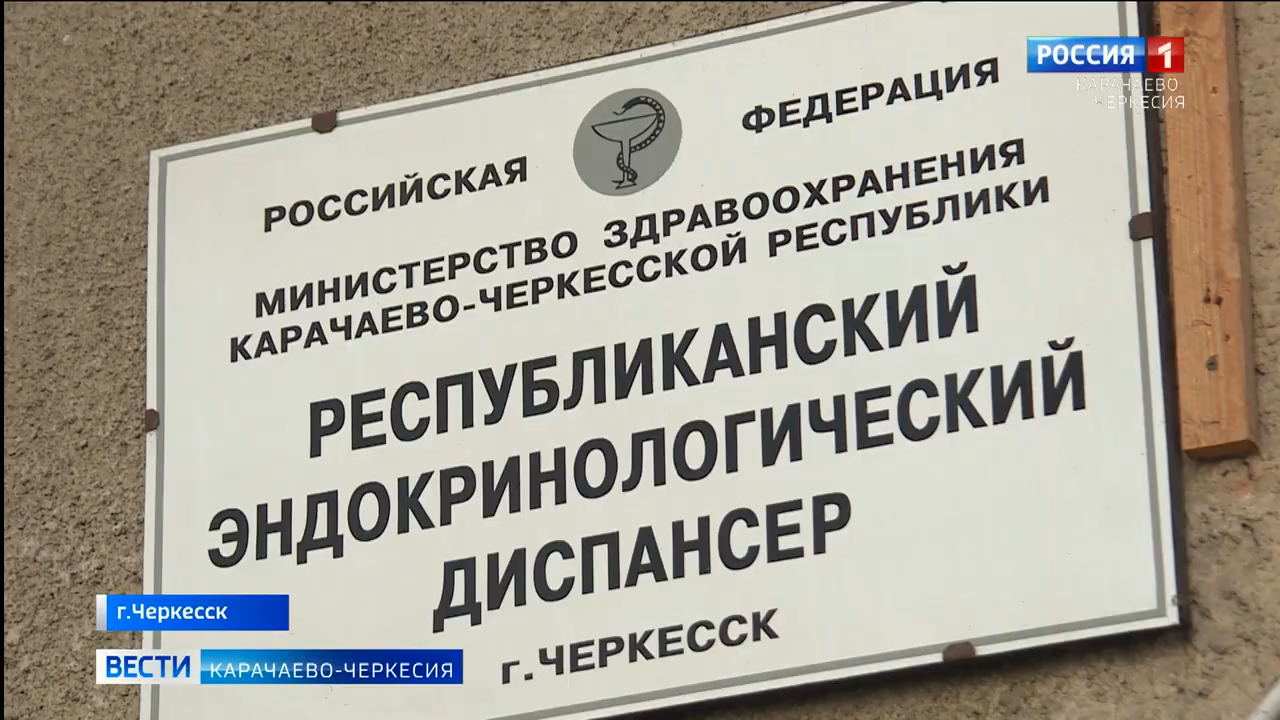 РОССИЯ 1
КАРАЧАЕВО
ЧЕРКЕСИЯ
РОССИЙСКАЯ ФЕДЕРАЦИЯ
МИНИСТЕРСТВО ЗДРАВООХРАНЕНИЯ
КАРАЧАЕВО-ЧЕРКЕССКОЙ РЕСПУБЛИКИ
РЕСПУБЛИКАНСКИЙ
ЭНДОКРИНОЛОГИЧЕСКИЙ
ДИСПАНСЕР
г. ЧЕРКЕССК
г.Черкесск
ВЕСТИ КАРАЧАЕВО-ЧЕРКЕСИЯ